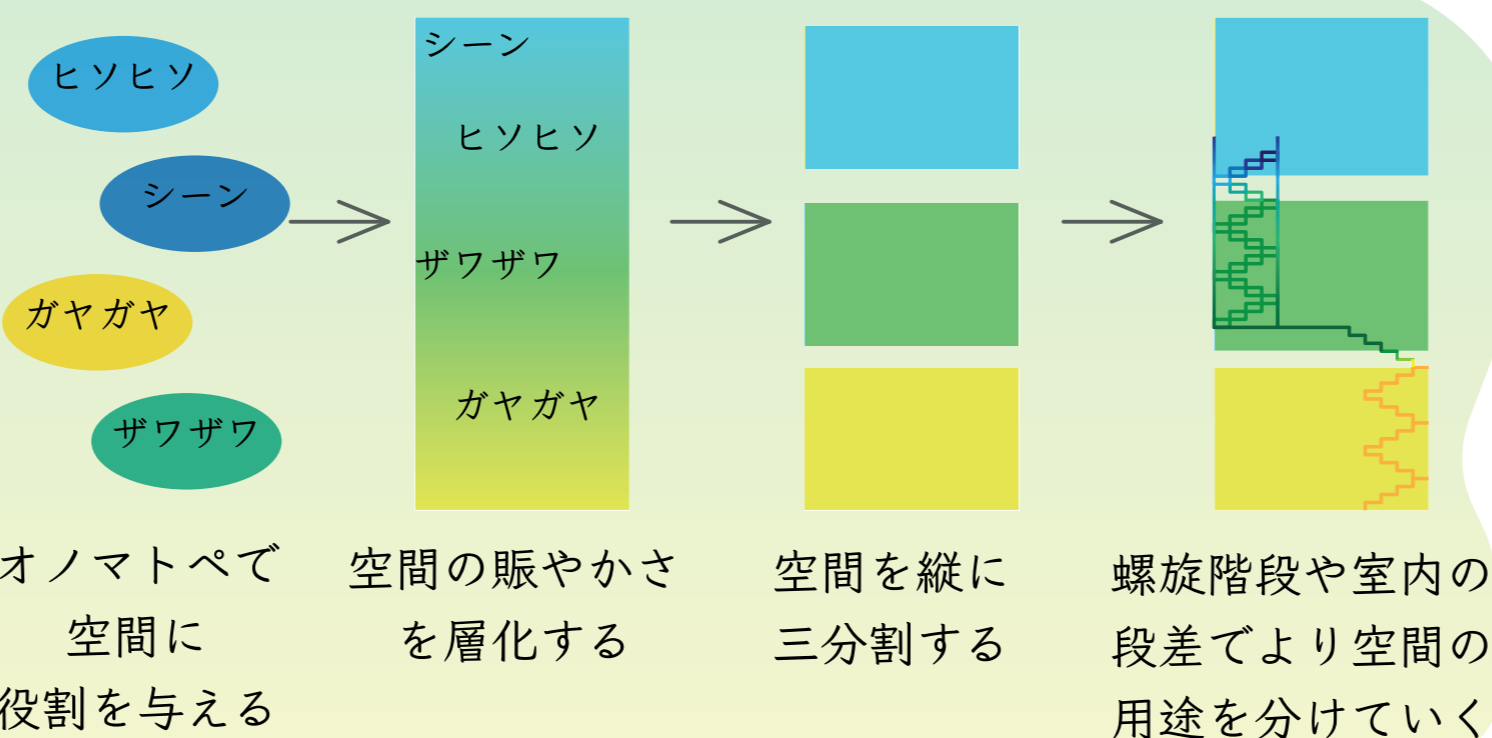 ヒソヒソ
シーン
ガヤガヤ
ザワザワ
オノマトペで
空間に
役割を与える
シーン
ヒソヒソ
ザワザワ
ガヤガヤ
空間の賑やかさ
を層化する
空間を縦に
三分割する
螺旋階段や室内の
段差でより空間の
用途を分けていく